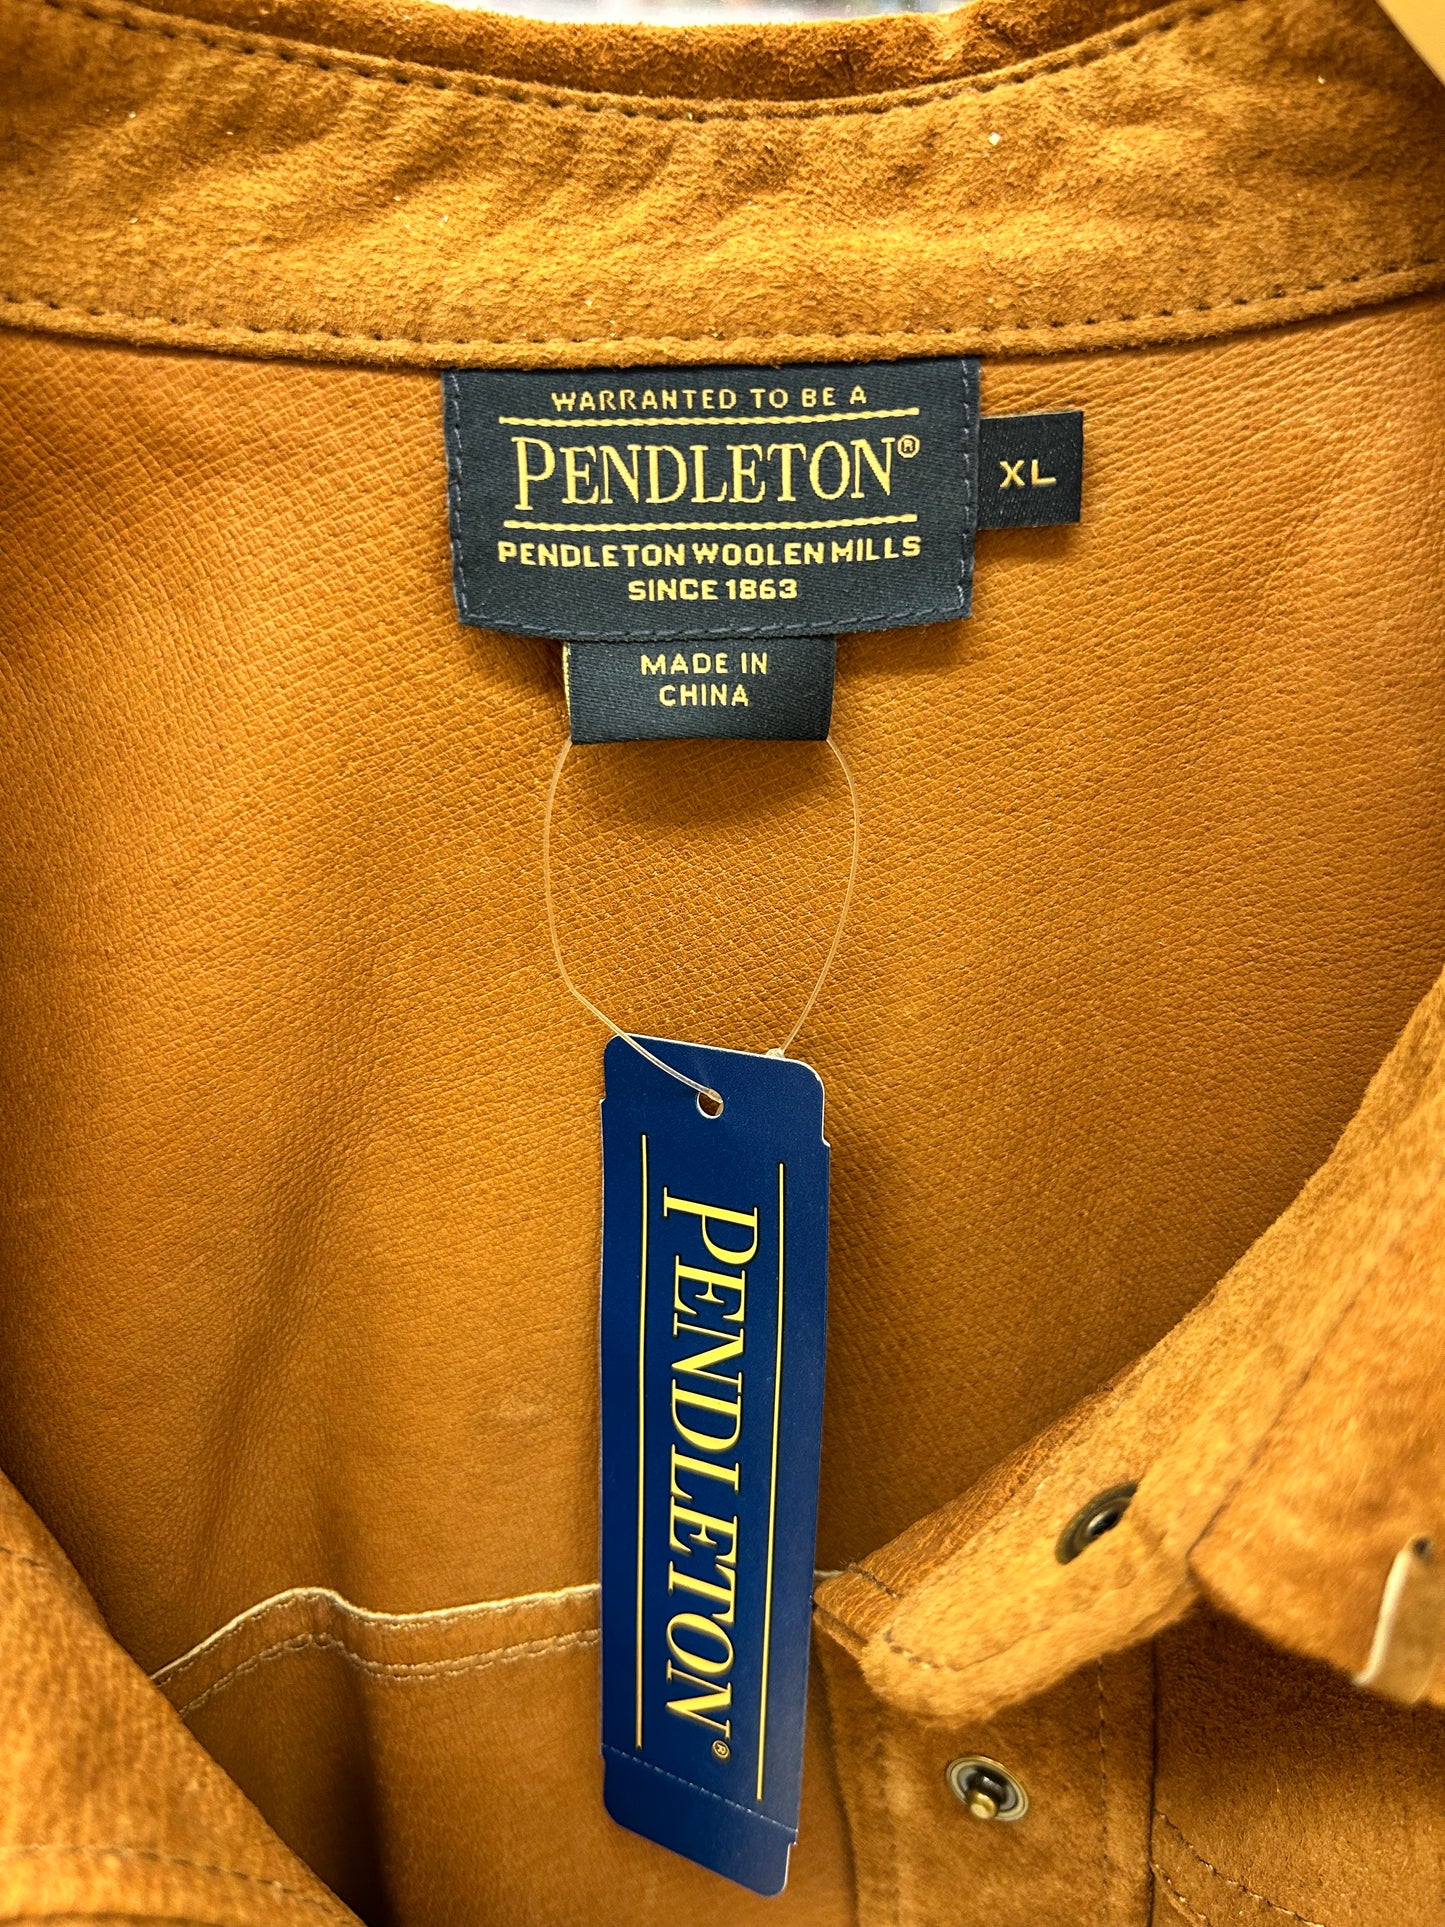 WARRANTED TO BE A
PENDLETON®
PENDLETON WOOLEN MILLS
SINCE 1863
XL
MADE IN
CHINA
PENDLETON®